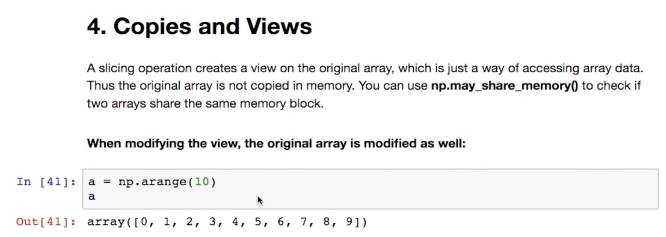 4. Copies and Views
A slicing operation creates a view on the original array, which is just a way of accessing array data.
Thus the original array is not copied in memory. You can use np.may_share_memory() to check if
two arrays share the same memory block.
When modifying the view, the original array is modified as well:
In [41]: a = np.arange(10)
a
Out[41]: array([0, 1, 2, 3, 4, 5, 6, 7, 8, 9])